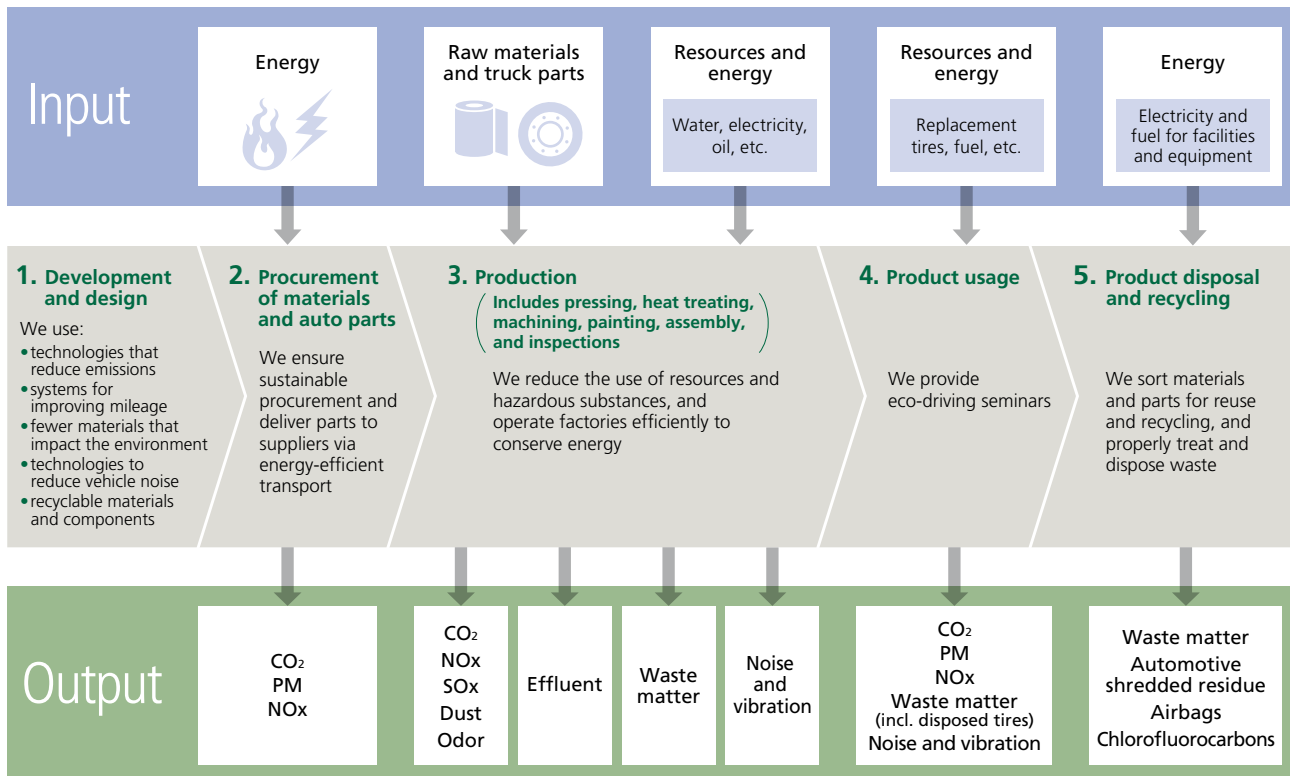 Input
Energy
Raw materials
and truck parts
Resources and
energy
Water, electricity,
oil, etc.
Resources and
energy
Replacement
tires, fuel, etc.
Energy
Electricity and
fuel for facilities
and equipment
1. Development
and design
We use:
• technologies that
reduce emissions
• systems for
improving mileage
• fewer materials that
impact the environment
• technologies to
reduce vehicle noise
• recyclable materials
and components
2. Procurement
of materials
and auto parts
We ensure
sustainable
procurement and
deliver parts to
suppliers via
energy-efficient
transport
3. Production
(Includes pressing, heat treating,
machining, painting, assembly,
and inspections)
We reduce the use of resources and
hazardous substances, and
operate factories efficiently to
conserve energy
4. Product usage
We provide
eco-driving seminars
5. Product disposal
and recycling
We sort materials
and parts for reuse
and recycling, and
properly treat and
dispose waste
Output
CO2
PM
NOx
CO2
NOx
SOx
Dust
Odor
Effluent
Waste
matter
Noise
and
vibration
CO2
PM
NOx
Waste matter
(incl. disposed tires)
Noise and vibration
Waste matter
Automotive
shredded residue
Airbags
Chlorofluorocarbons